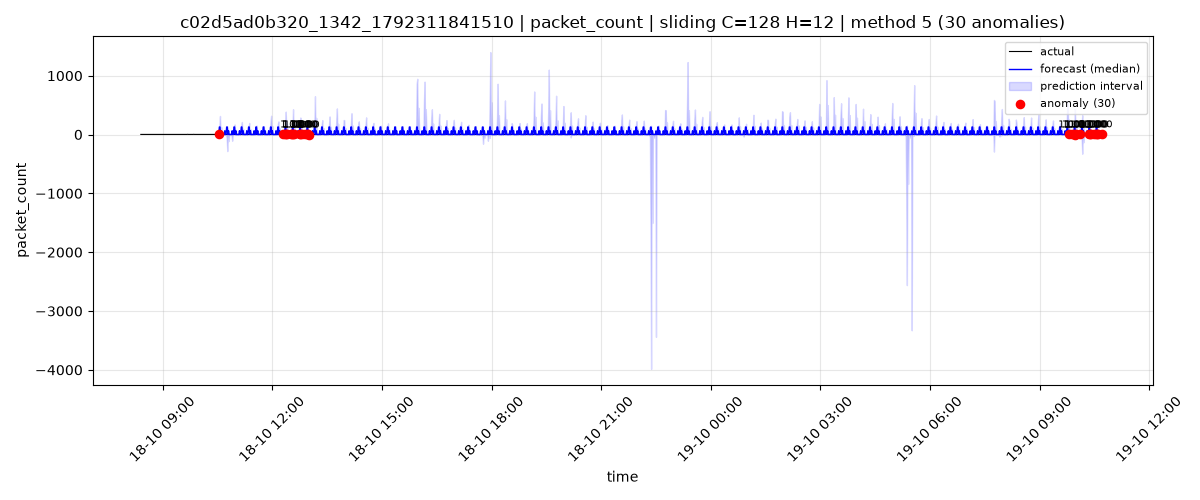 c02d5ad0b320_1342_1792311841510 | packet_count | sliding C=128 H=12 | method 5 (30 anomalies)
actual
forecast (median)
prediction interval
anomaly (30)
packet_count
1000
0
−1000
−2000
−3000
−4000
18-10 09:00
18-10 12:00
18-10 15:00
18-10 18:00
18-10 21:00
19-10 00:00
19-10 03:00
19-10 06:00
19-10 09:00
19-10 12:00
time